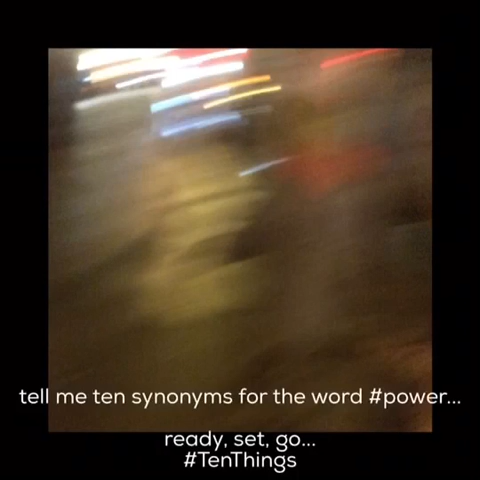 tell me ten synonyms for the word #power...
ready, set, go...
#TenThings